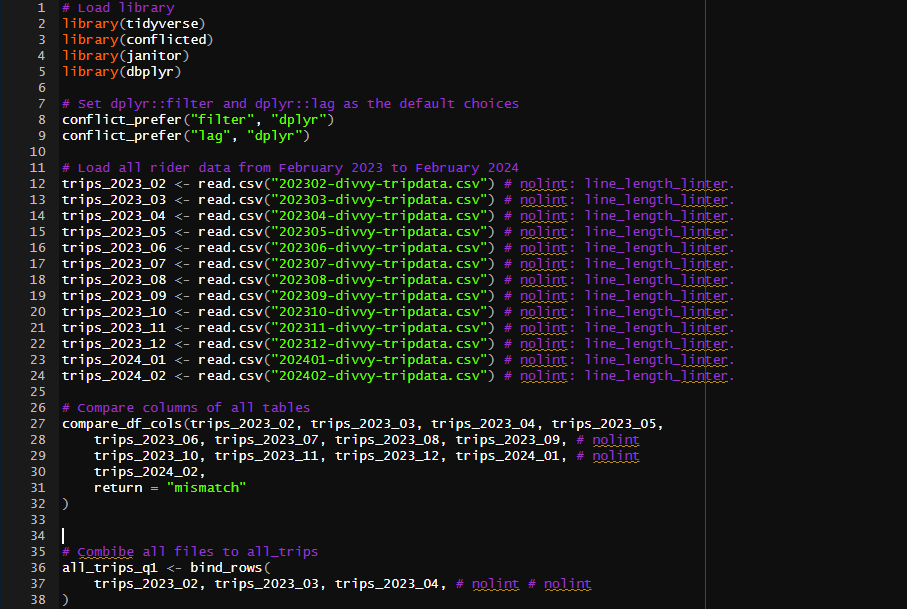 1 # Load library
2 library(tidyverse)
3 library(conflicted)
4 library(janitor)
5 library(dbplyr)
6
7 # Set dplyr::filter and dplyr::lag as the default choices
8 conflict_prefer("filter", "dplyr")
9 conflict_prefer("lag", "dplyr")
10
11 # Load all rider data from February 2023 to February 2024
12 trips_2023_02 <- read.csv("202302-divvy-tripdata.csv") # nolint: line_length_linter.
13 trips_2023_03 <- read.csv("202303-divvy-tripdata.csv") # nolint: line_length_linter.
14 trips_2023_04 <- read.csv("202304-divvy-tripdata.csv") # nolint: line_length_linter.
15 trips_2023_05 <- read.csv("202305-divvy-tripdata.csv") # nolint: line_length_linter.
16 trips_2023_06 <- read.csv("202306-divvy-tripdata.csv") # nolint: line_length_linter.
17 trips_2023_07 <- read.csv("202307-divvy-tripdata.csv") # nolint: line_length_linter.
18 trips_2023_08 <- read.csv("202308-divvy-tripdata.csv") # nolint: line_length_linter.
19 trips_2023_09 <- read.csv("202309-divvy-tripdata.csv") # nolint: line_length_linter.
20 trips_2023_10 <- read.csv("202310-divvy-tripdata.csv") # nolint: line_length_linter.
21 trips_2023_11 <- read.csv("202311-divvy-tripdata.csv") # nolint: line_length_linter.
22 trips_2023_12 <- read.csv("202312-divvy-tripdata.csv") # nolint: line_length_linter.
23 trips_2024_01 <- read.csv("202401-divvy-tripdata.csv") # nolint: line_length_linter.
24 trips_2024_02 <- read.csv("202402-divvy-tripdata.csv") # nolint: line_length_linter.
25
26 # Compare columns of all tables
27 compare_df_cols(trips_2023_02, trips_2023_03, trips_2023_04, trips_2023_05,
28     trips_2023_06, trips_2023_07, trips_2023_08, trips_2023_09, # nolint
29     trips_2023_10, trips_2023_11, trips_2023_12, trips_2024_01, # nolint
30     trips_2024_02,
31     return = "mismatch"
32 )
33
34
35 # Combibe all files to all_trips
36 all_trips_q1 <- bind_rows(
37     trips_2023_02, trips_2023_03, trips_2023_04, # nolint # nolint
38 )